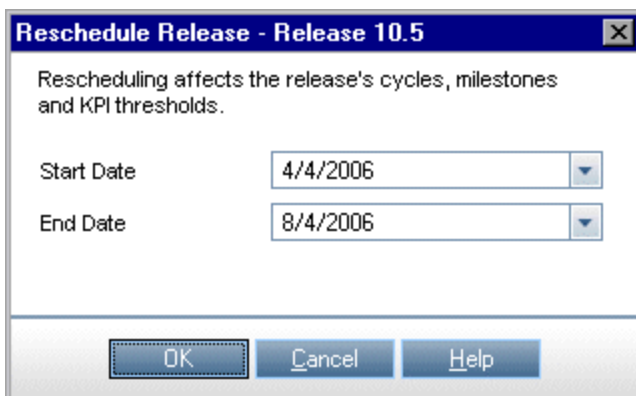 Reschedule Release - Release 10.5
Rescheduling affects the release's cycles, milestones
and KPI thresholds.
Start Date 4/4/2006
End Date 8/4/2006
OK Cancel Help